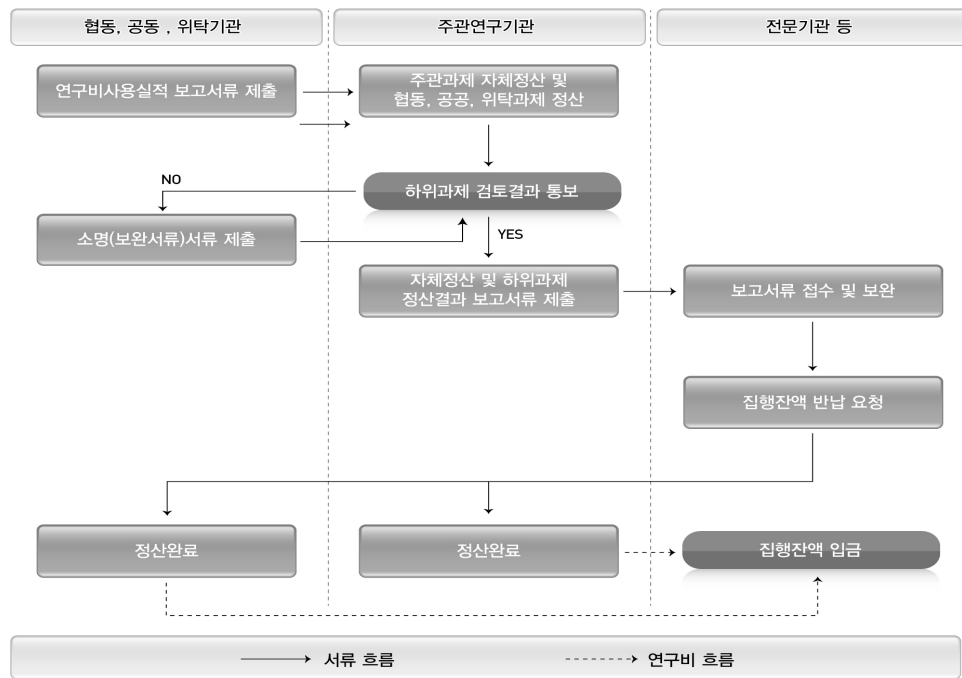 협동, 공동 , 위탁기관
주관연구기관
전문기관 등
연구비사용실적 보고서류 제출
주관과제 자체정산 및
협동, 공공, 위탁과제 정산
NO
하위과제 검토결과 통보
소명(보완서류)서류 제출
YES
자체정산 및 하위과제
정산결과 보고서류 제출
보고서류 접수 및 보완
집행잔액 반납 요청
정산완료
정산완료
집행잔액 입금
서류 흐름
연구비 흐름